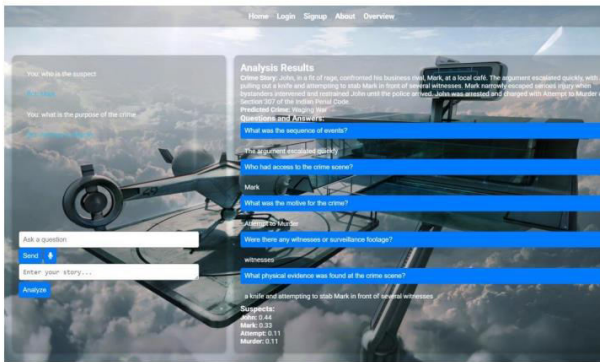 Home Login Signup About Overview
You: who is the suspect
You: what is the purpose of the crime
Ask a question
Send
Enter your story...
Analyze
Analysis Results
Crime Story: John, in a fit of rage, confronted his business rival, Mark, at a local café. The argument escalated quickly, with
pulling out a knife and attempting to stab Mark in front of several witnesses. Mark narrowly escaped serious injury when
bystanders intervened and restrained John until the police arrived. John was arrested and charged with Attempt to Murder
Section 307 of the Indian Penal Code.
Predicted Crime: Waging War
Questions and Answers:
What was the sequence of events?
The argument escalated quickly
Who had access to the crime scene?
Mark
What was the motive for the crime?
Attempt to Murder
Were there any witnesses or surveillance footage?
witnesses
What physical evidence was found at the crime scene?
a knife and attempting to stab Mark in front of several witnesses
Suspects:
John: 0.44
Mark: 0.33
Attempt: 0.11
Murder: 0.11